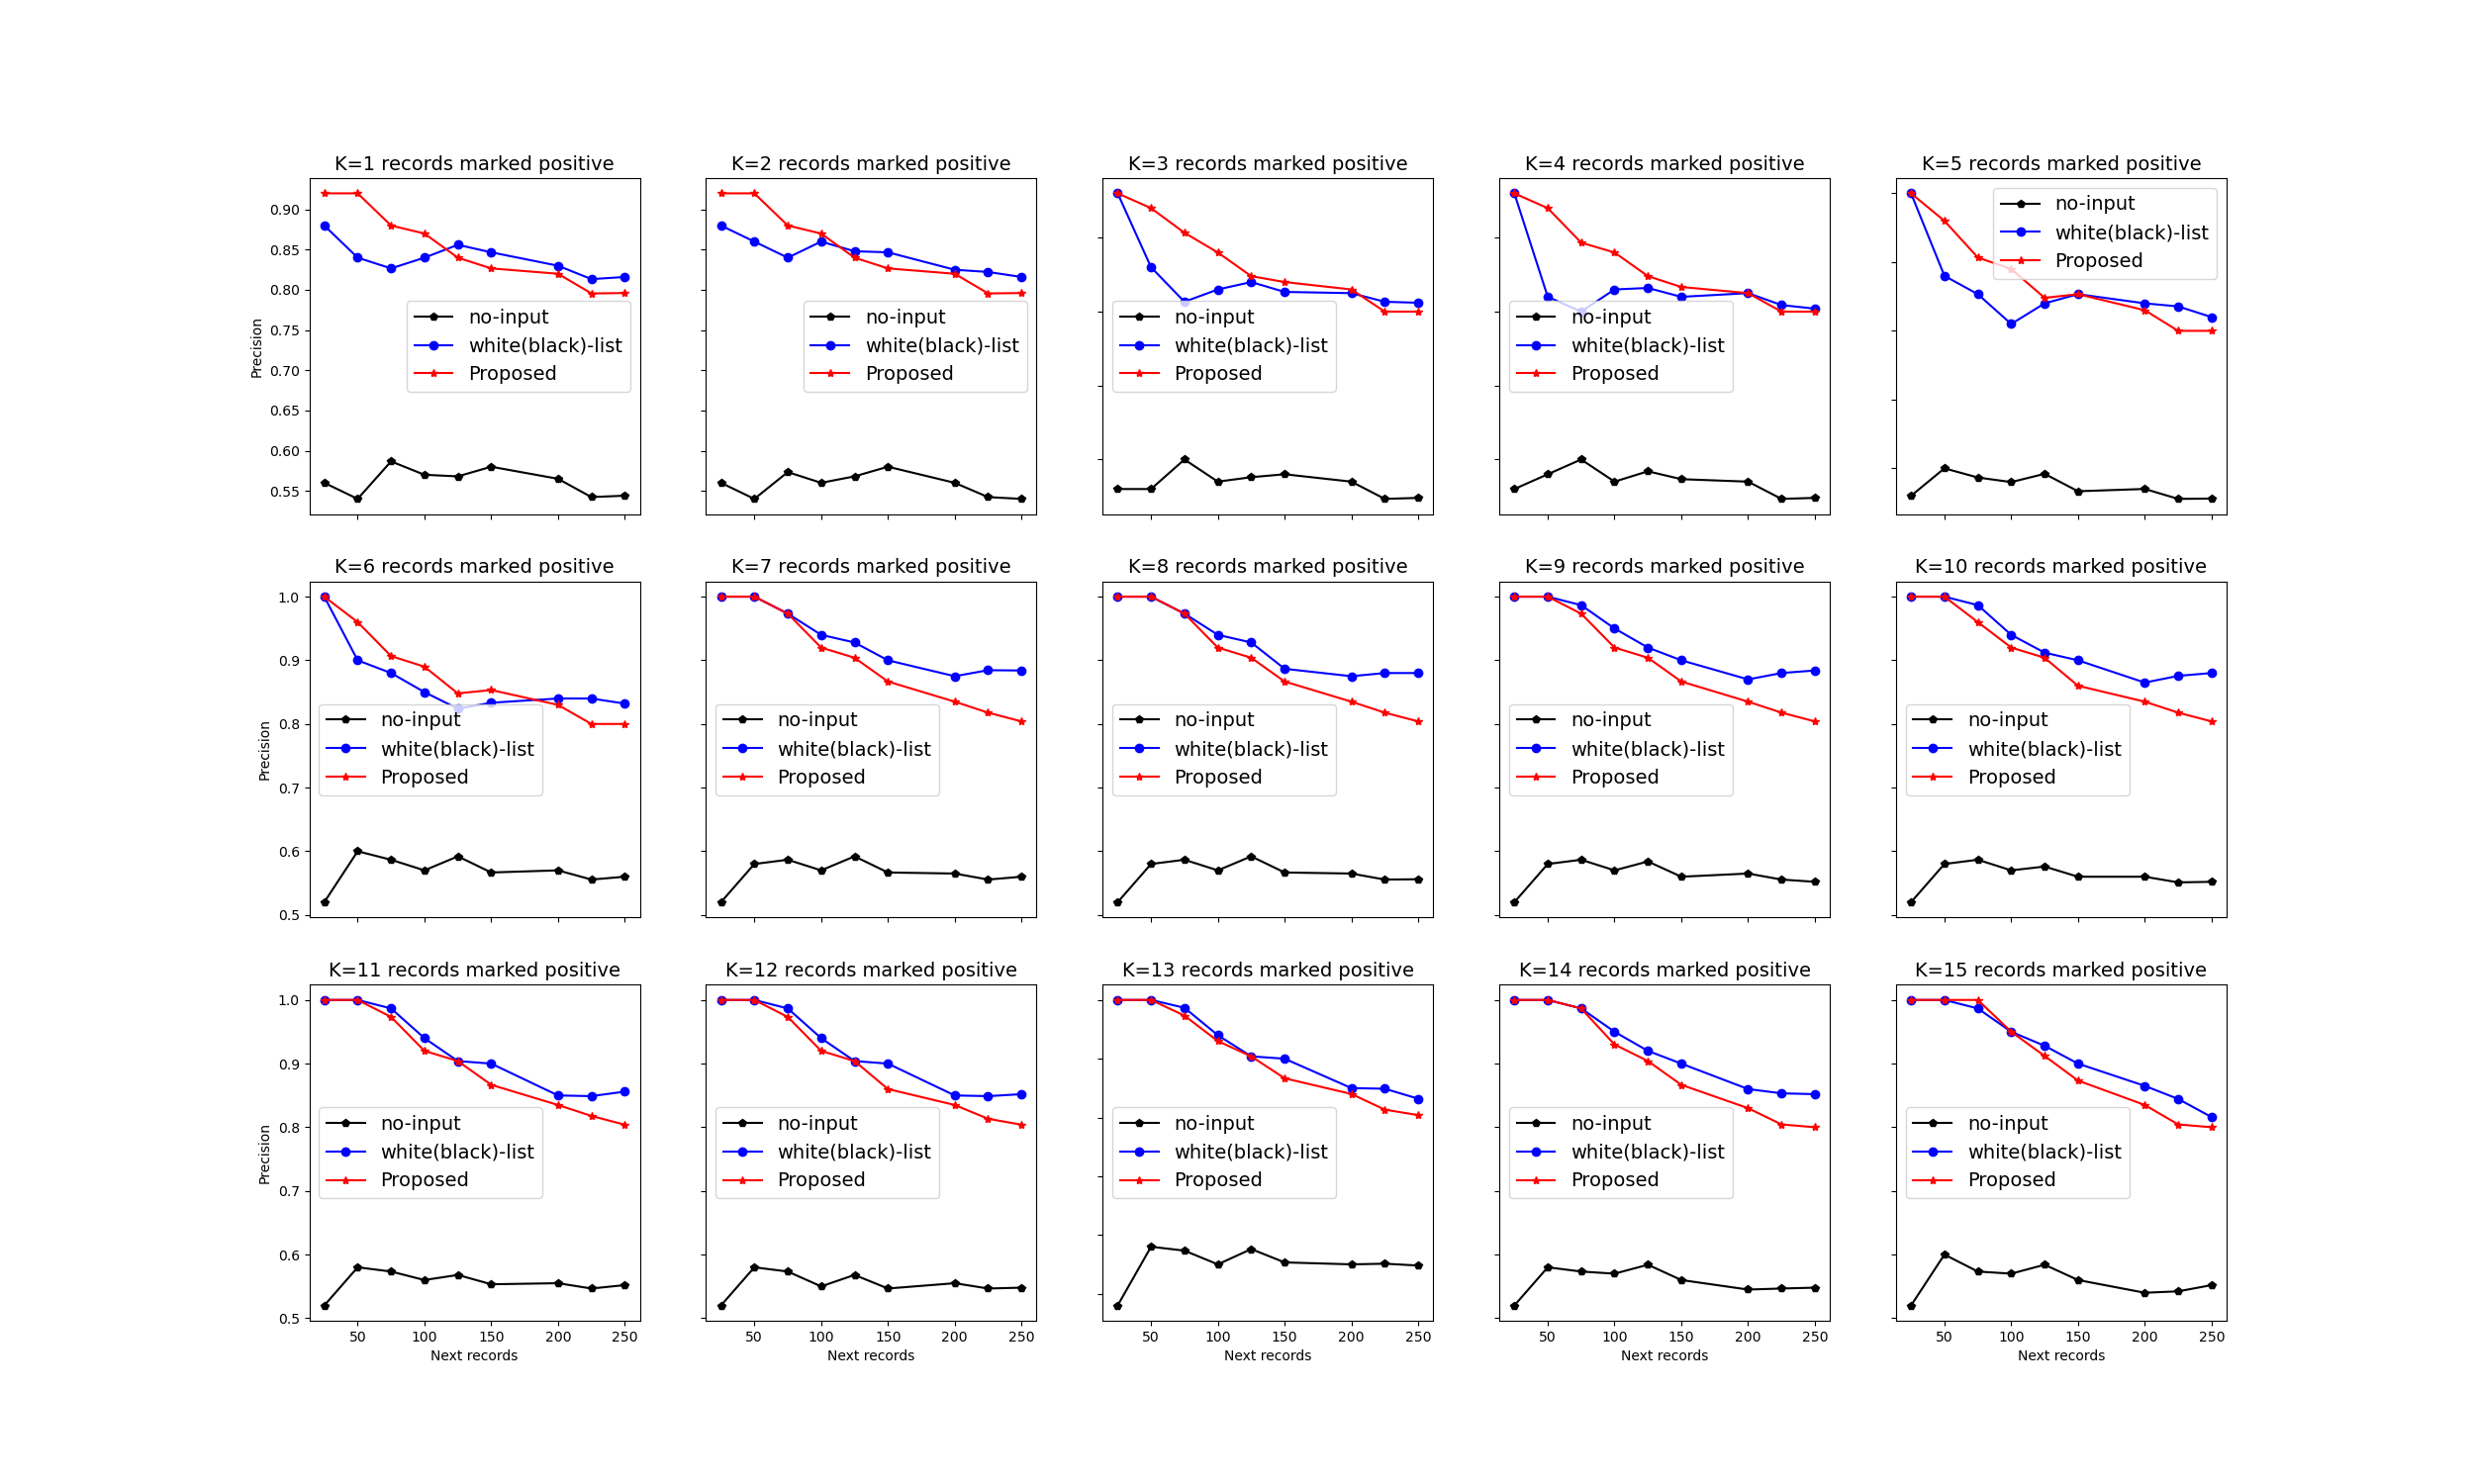 K=1 records marked positive
K=2 records marked positive
K=3 records marked positive
K=4 records marked positive
K=5 records marked positive
Precision
0.90
0.85
0.80
0.75
0.70
0.65
0.60
0.55
no-input
white(black)-list
Proposed
no-input
white(black)-list
Proposed
no-input
white(black)-list
Proposed
no-input
white(black)-list
Proposed
no-input
white(black)-list
Proposed
K=6 records marked positive
K=7 records marked positive
K=8 records marked positive
K=9 records marked positive
K=10 records marked positive
Precision
1.0
0.9
0.8
0.7
0.6
0.5
no-input
white(black)-list
Proposed
no-input
white(black)-list
Proposed
no-input
white(black)-list
Proposed
no-input
white(black)-list
Proposed
no-input
white(black)-list
Proposed
K=11 records marked positive
K=12 records marked positive
K=13 records marked positive
K=14 records marked positive
K=15 records marked positive
Precision
1.0
0.9
0.8
0.7
0.6
0.5
no-input
white(black)-list
Proposed
no-input
white(black)-list
Proposed
no-input
white(black)-list
Proposed
no-input
white(black)-list
Proposed
no-input
white(black)-list
Proposed
50 100 150 200 250
50 100 150 200 250
50 100 150 200 250
50 100 150 200 250
50 100 150 200 250
Next records
Next records
Next records
Next records
Next records